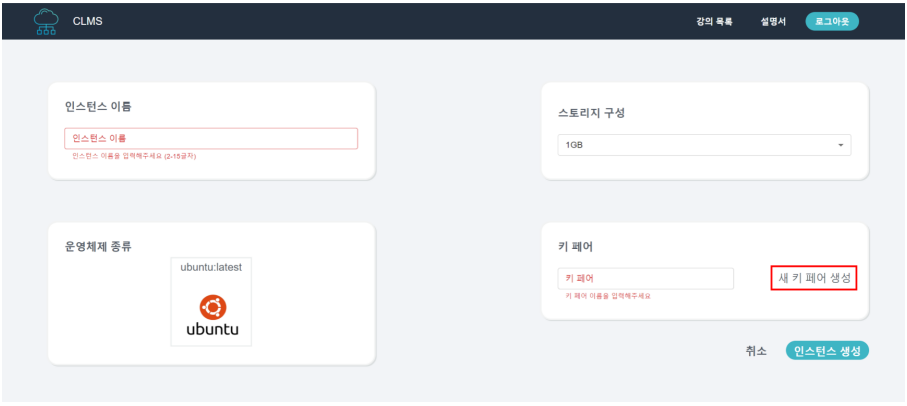 CLMS
강의 목록 설명서 로그아웃
인스턴스 이름
인스턴스 이름
인스턴스 이름을 입력해주세요 (2-15글자)
스토리지 구성
1GB
운영체제 종류
ubuntu:latest
ubuntu
키 페어
키 페어
키 페어 이름을 입력해주세요
새 키 페어 생성
취소 인스턴스 생성